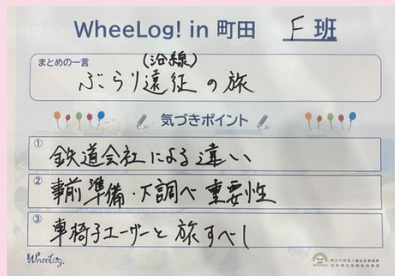 WheeLog! in 町田 F班
まとめの一言
(沿線)
ぶらり遠征の旅
気づきポイント
① 鉄道会社による違い
② 事前準備・下調べ 重要性
③ 車椅子ユーザーと旅すべし
WheeLog!